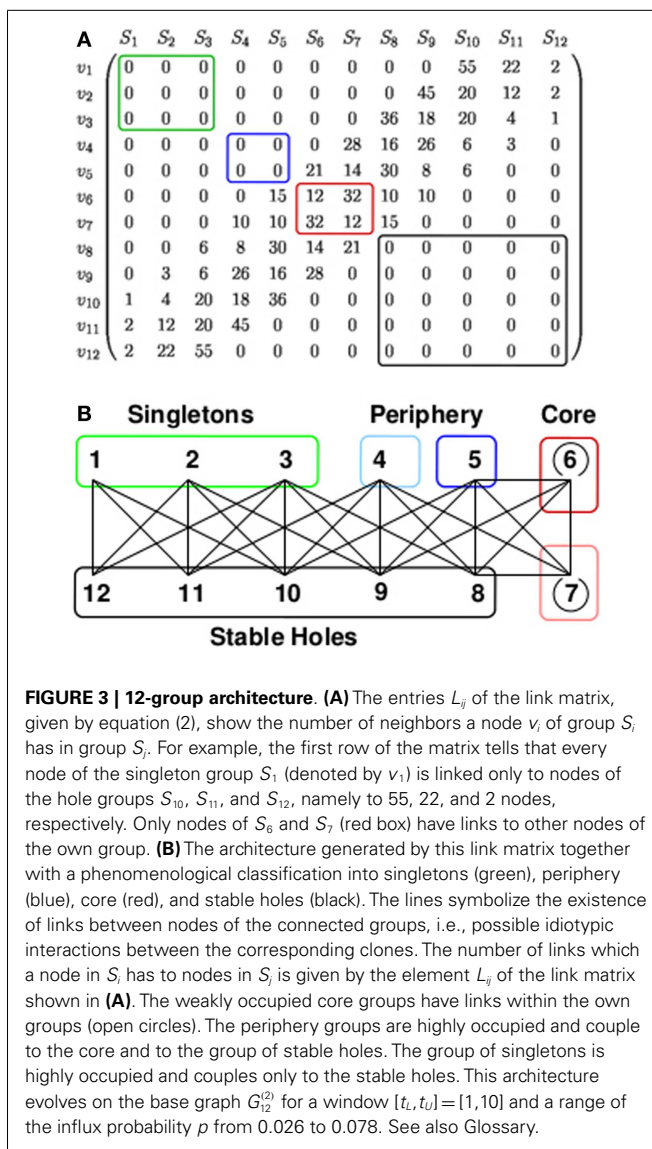 A S₁ S₂ S₃ S₄ S₅ S₆ S₇ S₈ S₉ S₁₀ S₁₁ S₁₂
v₁ 0 0 0 0 0 0 0 0 0 55 22 2
v₂ 0 0 0 0 0 0 0 0 45 20 12 2
v₃ 0 0 0 0 0 0 0 36 18 20 4 1
v₄ 0 0 0 0 0 0 28 16 26 6 3 0
v₅ 0 0 0 0 0 21 14 30 8 6 0 0
v₆ 0 0 0 0 15 12 32 10 10 0 0 0
v₇ 0 0 0 10 10 32 12 15 0 0 0 0
v₈ 0 0 6 8 30 14 21 0 0 0 0 0
v₉ 0 3 6 26 16 28 0 0 0 0 0 0
v₁₀ 1 4 20 18 36 0 0 0 0 0 0 0
v₁₁ 2 12 20 45 0 0 0 0 0 0 0 0
v₁₂ 2 22 55 0 0 0 0 0 0 0 0 0
B Singletons Periphery Core
1 2 3 4 5 6
12 11 10 9 8 7
Stable Holes
FIGURE 3 | 12-group architecture. (A) The entries Lᵢⱼ of the link matrix,
given by equation (2), show the number of neighbors a node vᵢ of group Sᵢ
has in group Sⱼ. For example, the first row of the matrix tells that every
node of the singleton group S₁ (denoted by v₁) is linked only to nodes of
the hole groups S₁₀, S₁₁, and S₁₂, namely to 55, 22, and 2 nodes,
respectively. Only nodes of S₆ and S₇ (red box) have links to other nodes of
the own group. (B) The architecture generated by this link matrix together
with a phenomenological classification into singletons (green), periphery
(blue), core (red), and stable holes (black). The lines symbolize the existence
of links between nodes of the connected groups, i.e., possible idiotypic
interactions between the corresponding clones. The number of links which
a node in Sᵢ has to nodes in Sⱼ is given by the element Lᵢⱼ of the link matrix
shown in (A). The weakly occupied core groups have links within the own
groups (open circles). The periphery groups are highly occupied and couple
to the core and to the group of stable holes. The group of singletons is
highly occupied and couples only to the stable holes. This architecture
evolves on the base graph G₁₂⁽²⁾ for a window [t_L, t_U] = [1,10] and a range of
the influx probability p from 0.026 to 0.078. See also Glossary.